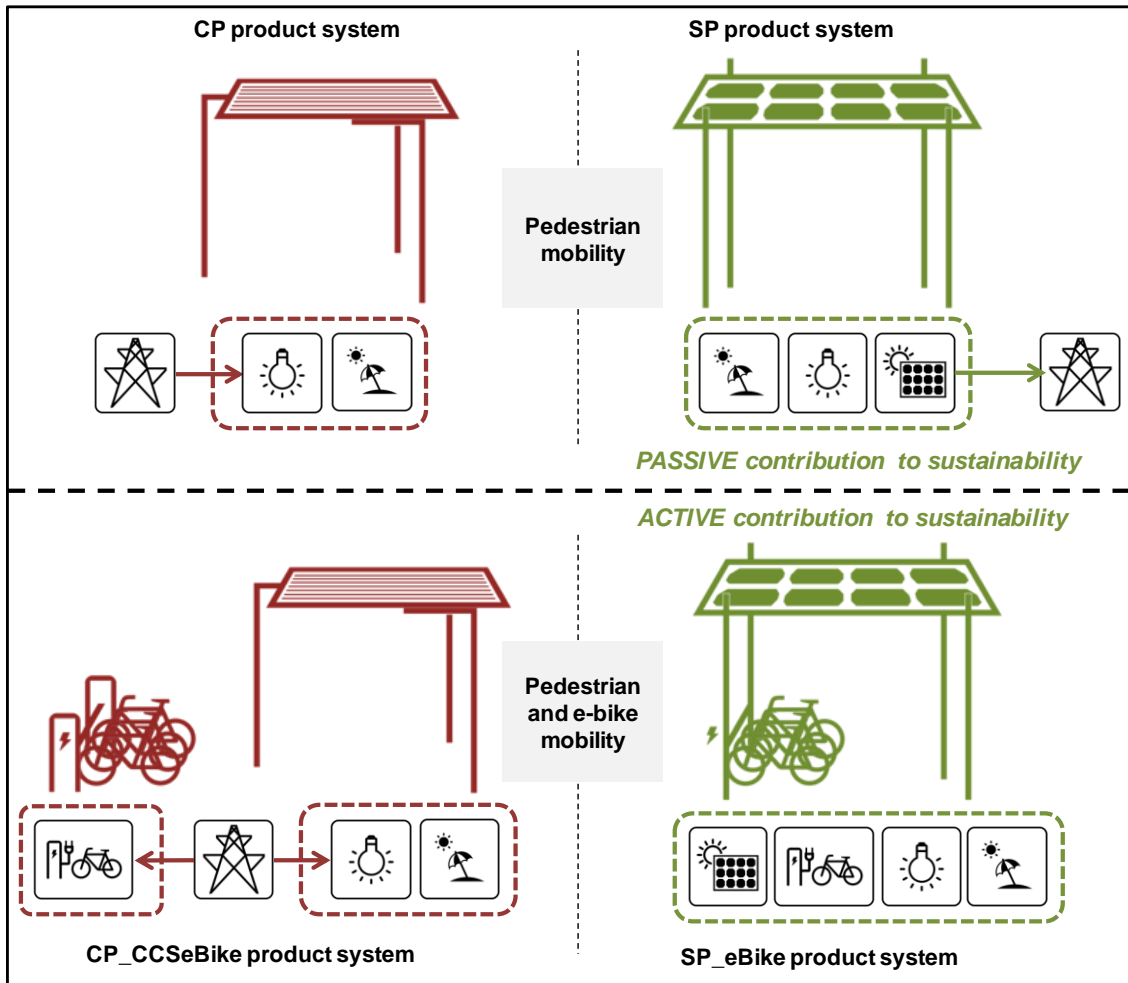 CP product system
SP product system
Pedestrian
mobility
PASSIVE contribution to sustainability
ACTIVE contribution to sustainability
Pedestrian
and e-bike
mobility
CP_CCSeBike product system
SP_eBike product system